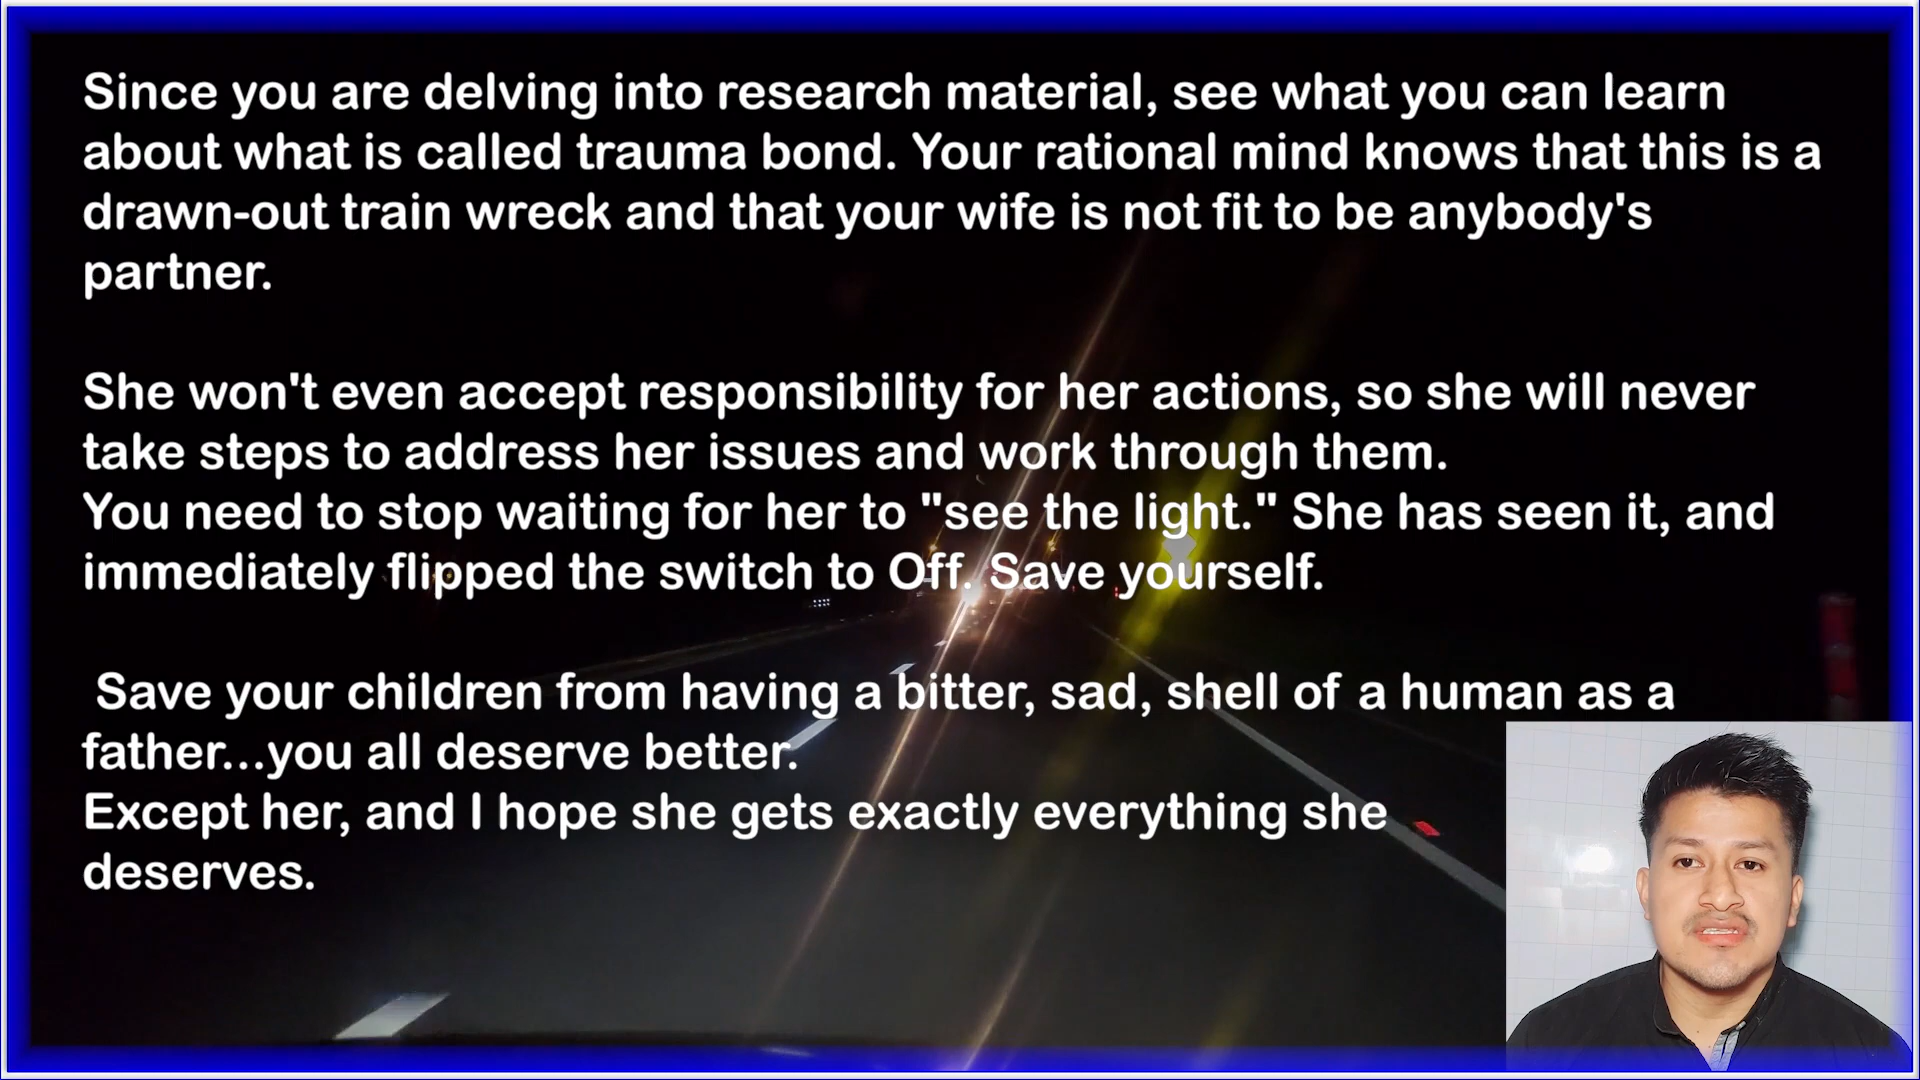 Since you are delving into research material, see what you can learn
about what is called trauma bond. Your rational mind knows that this is a
drawn-out train wreck and that your wife is not fit to be anybody's
partner.
She won't even accept responsibility for her actions, so she will never
take steps to address her issues and work through them.
You need to stop waiting for her to "see the light." She has seen it, and
immediately flipped the switch to Off. Save yourself.
Save your children from having a bitter, sad, shell of a human as a
father...you all deserve better.
Except her, and I hope she gets exactly everything she
deserves.